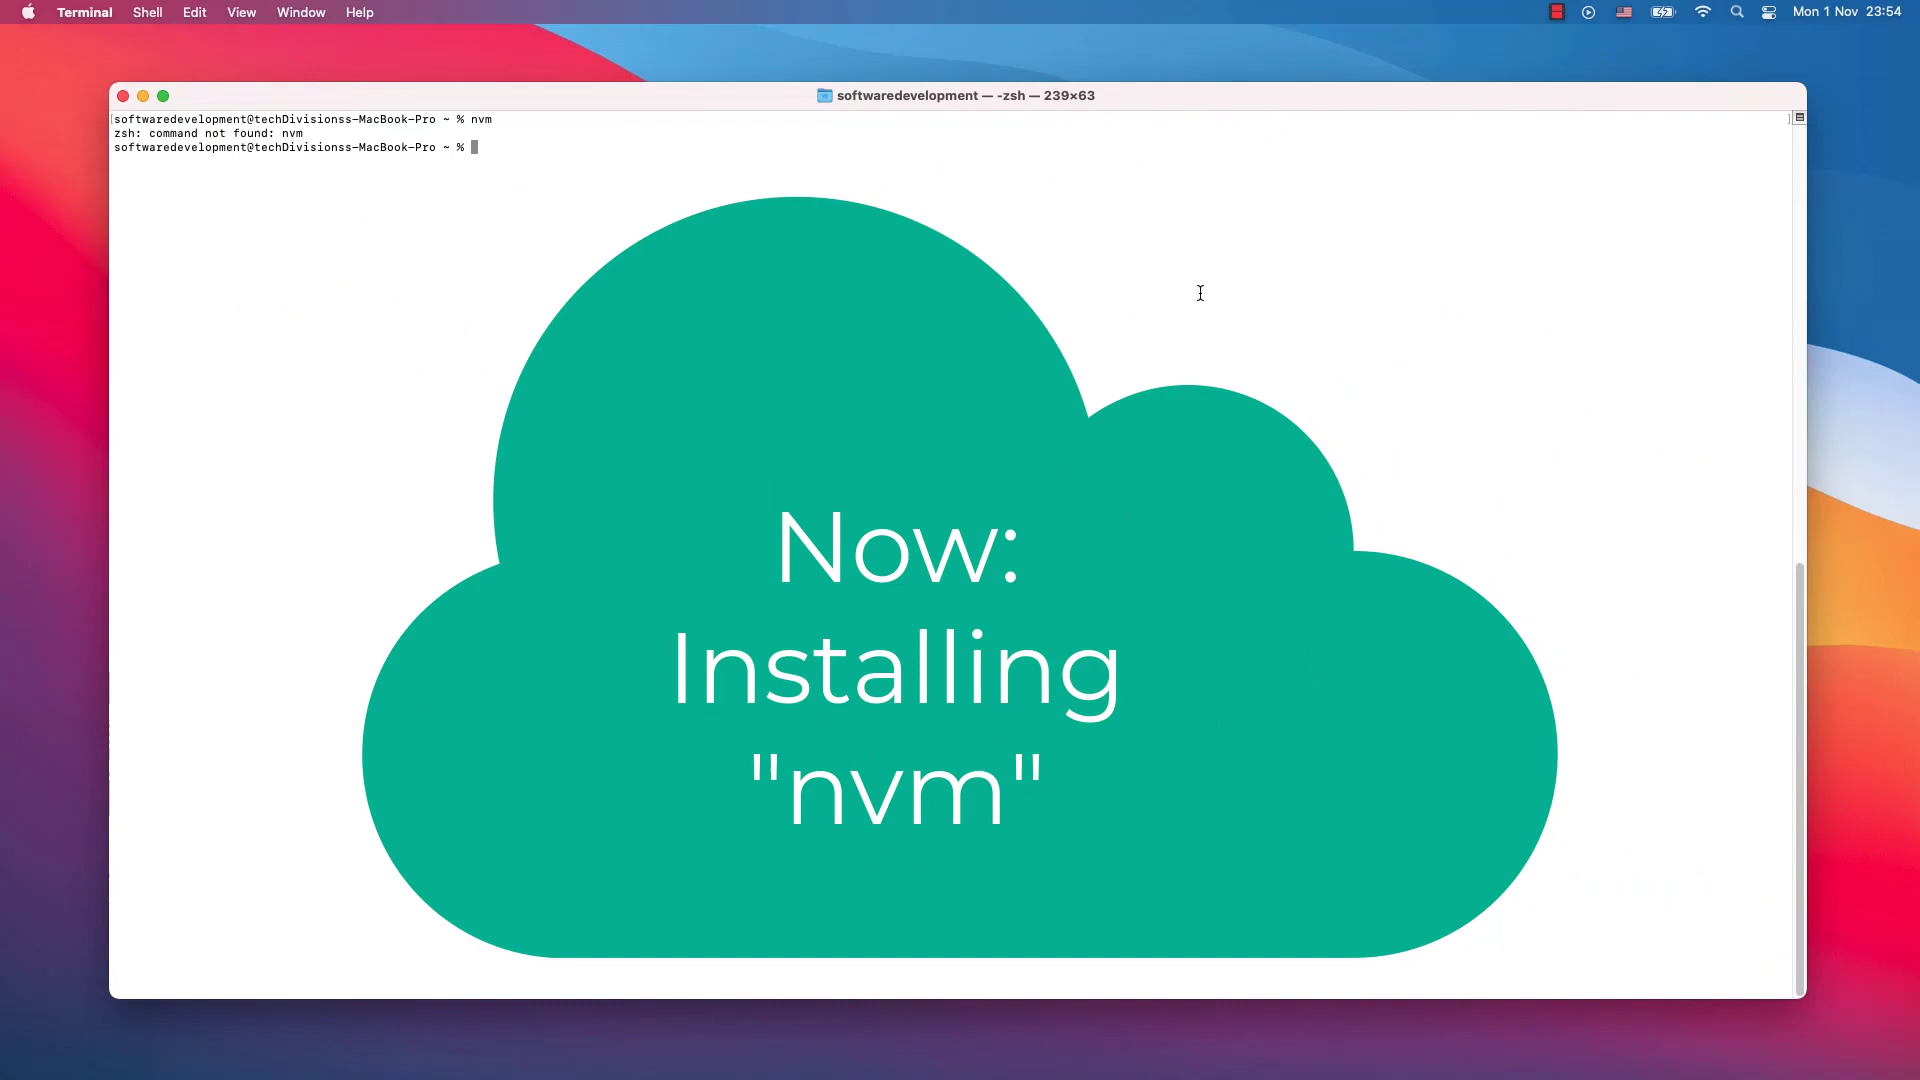 Terminal Shell Edit View Window Help Mon 1 Nov 23:54
softwaredevelopment — -zsh — 239×63
[softwaredevelopment@techDivisionss-MacBook-Pro ~ % nvm ]
zsh: command not found: nvm
softwaredevelopment@techDivisionss-MacBook-Pro ~ %
Now:
Installing
"nvm"